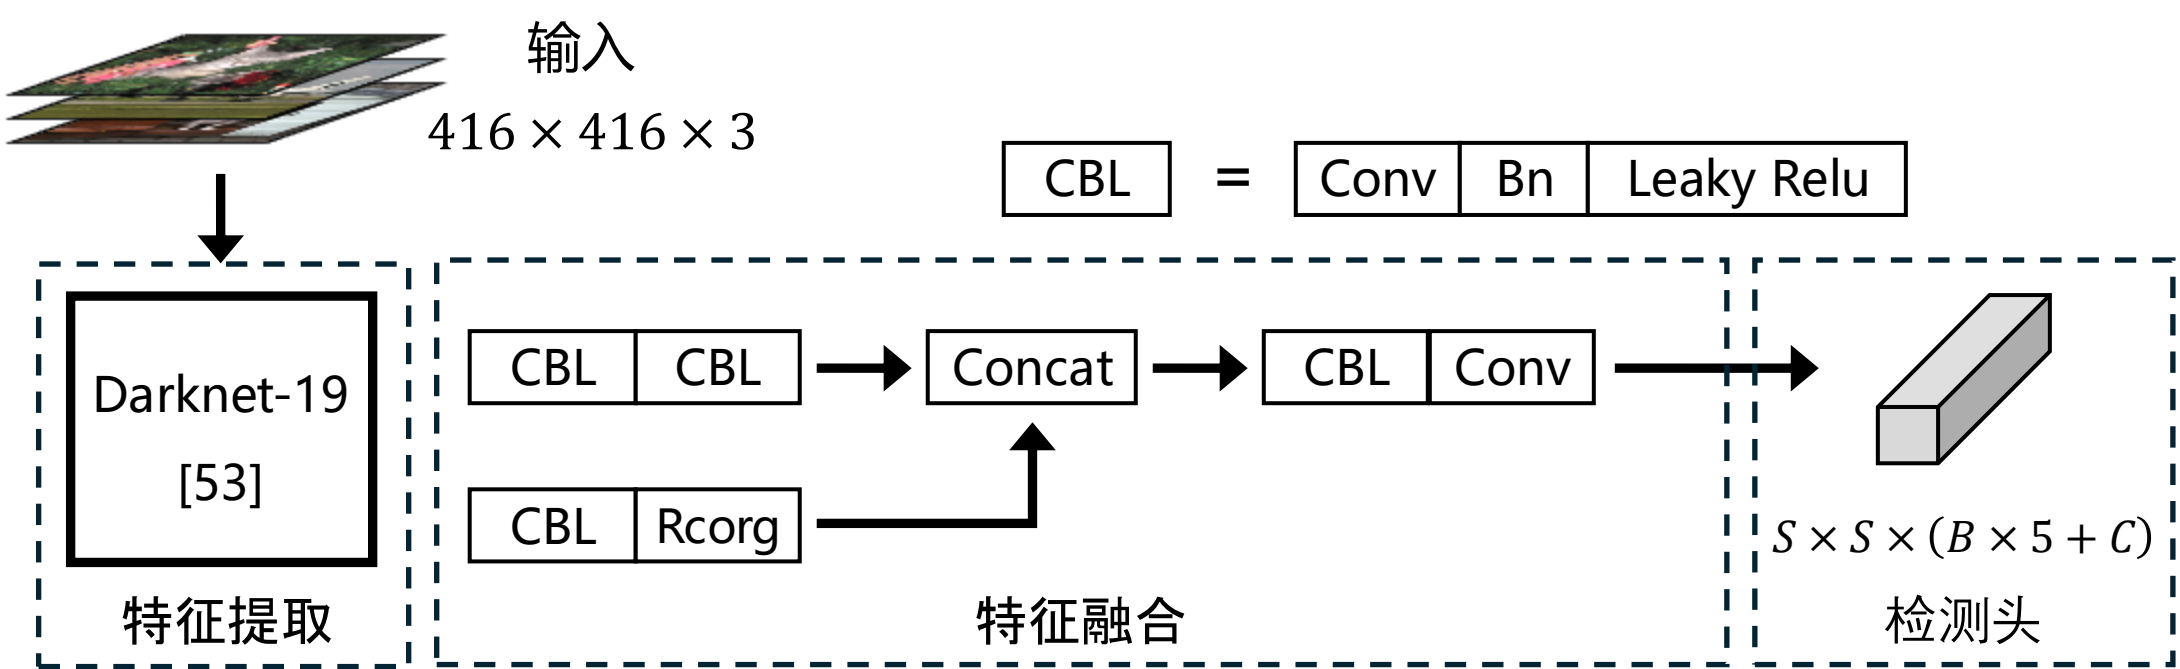 输入
416 × 416 × 3
CBL = Conv Bn Leaky Relu
Darknet-19
[53]
特征提取
CBL CBL Concat CBL Conv
CBL Rcorg
特征融合
S × S × (B × 5 + C)
检测头